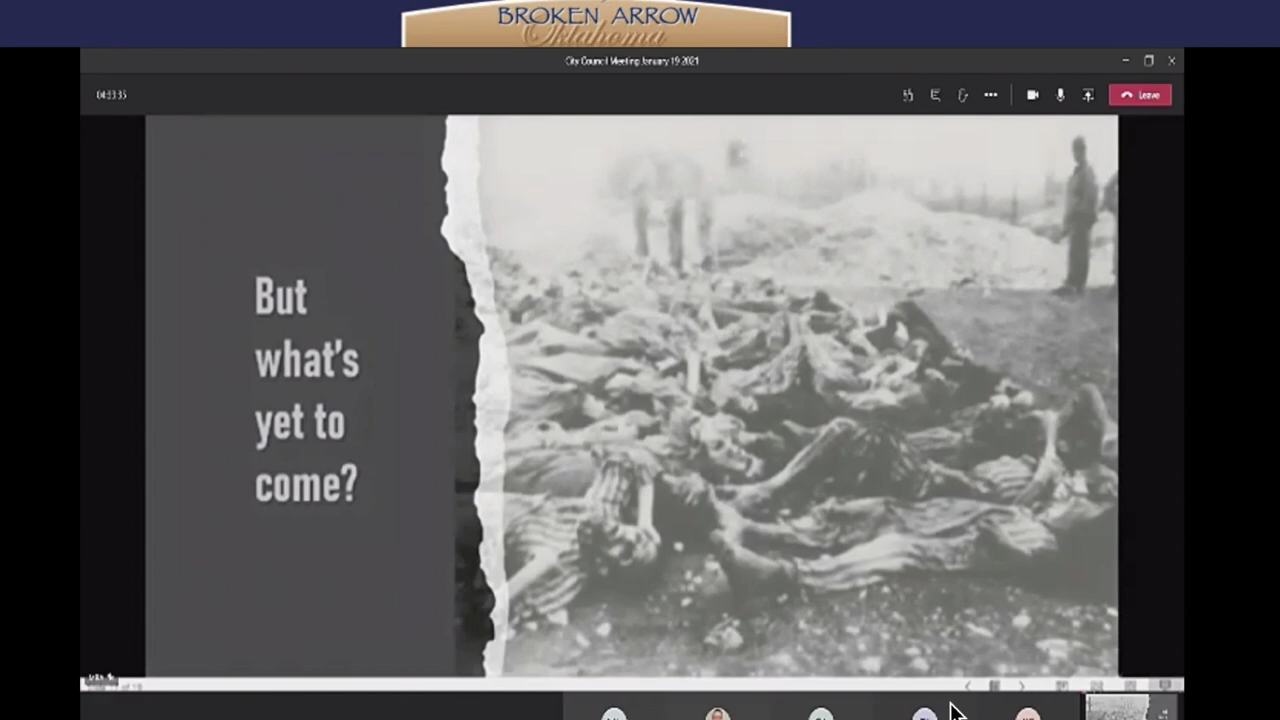 BROKEN ARROW
Oklahoma
City Council Meeting January 19 2021
Leave
But
what's
yet to
come?